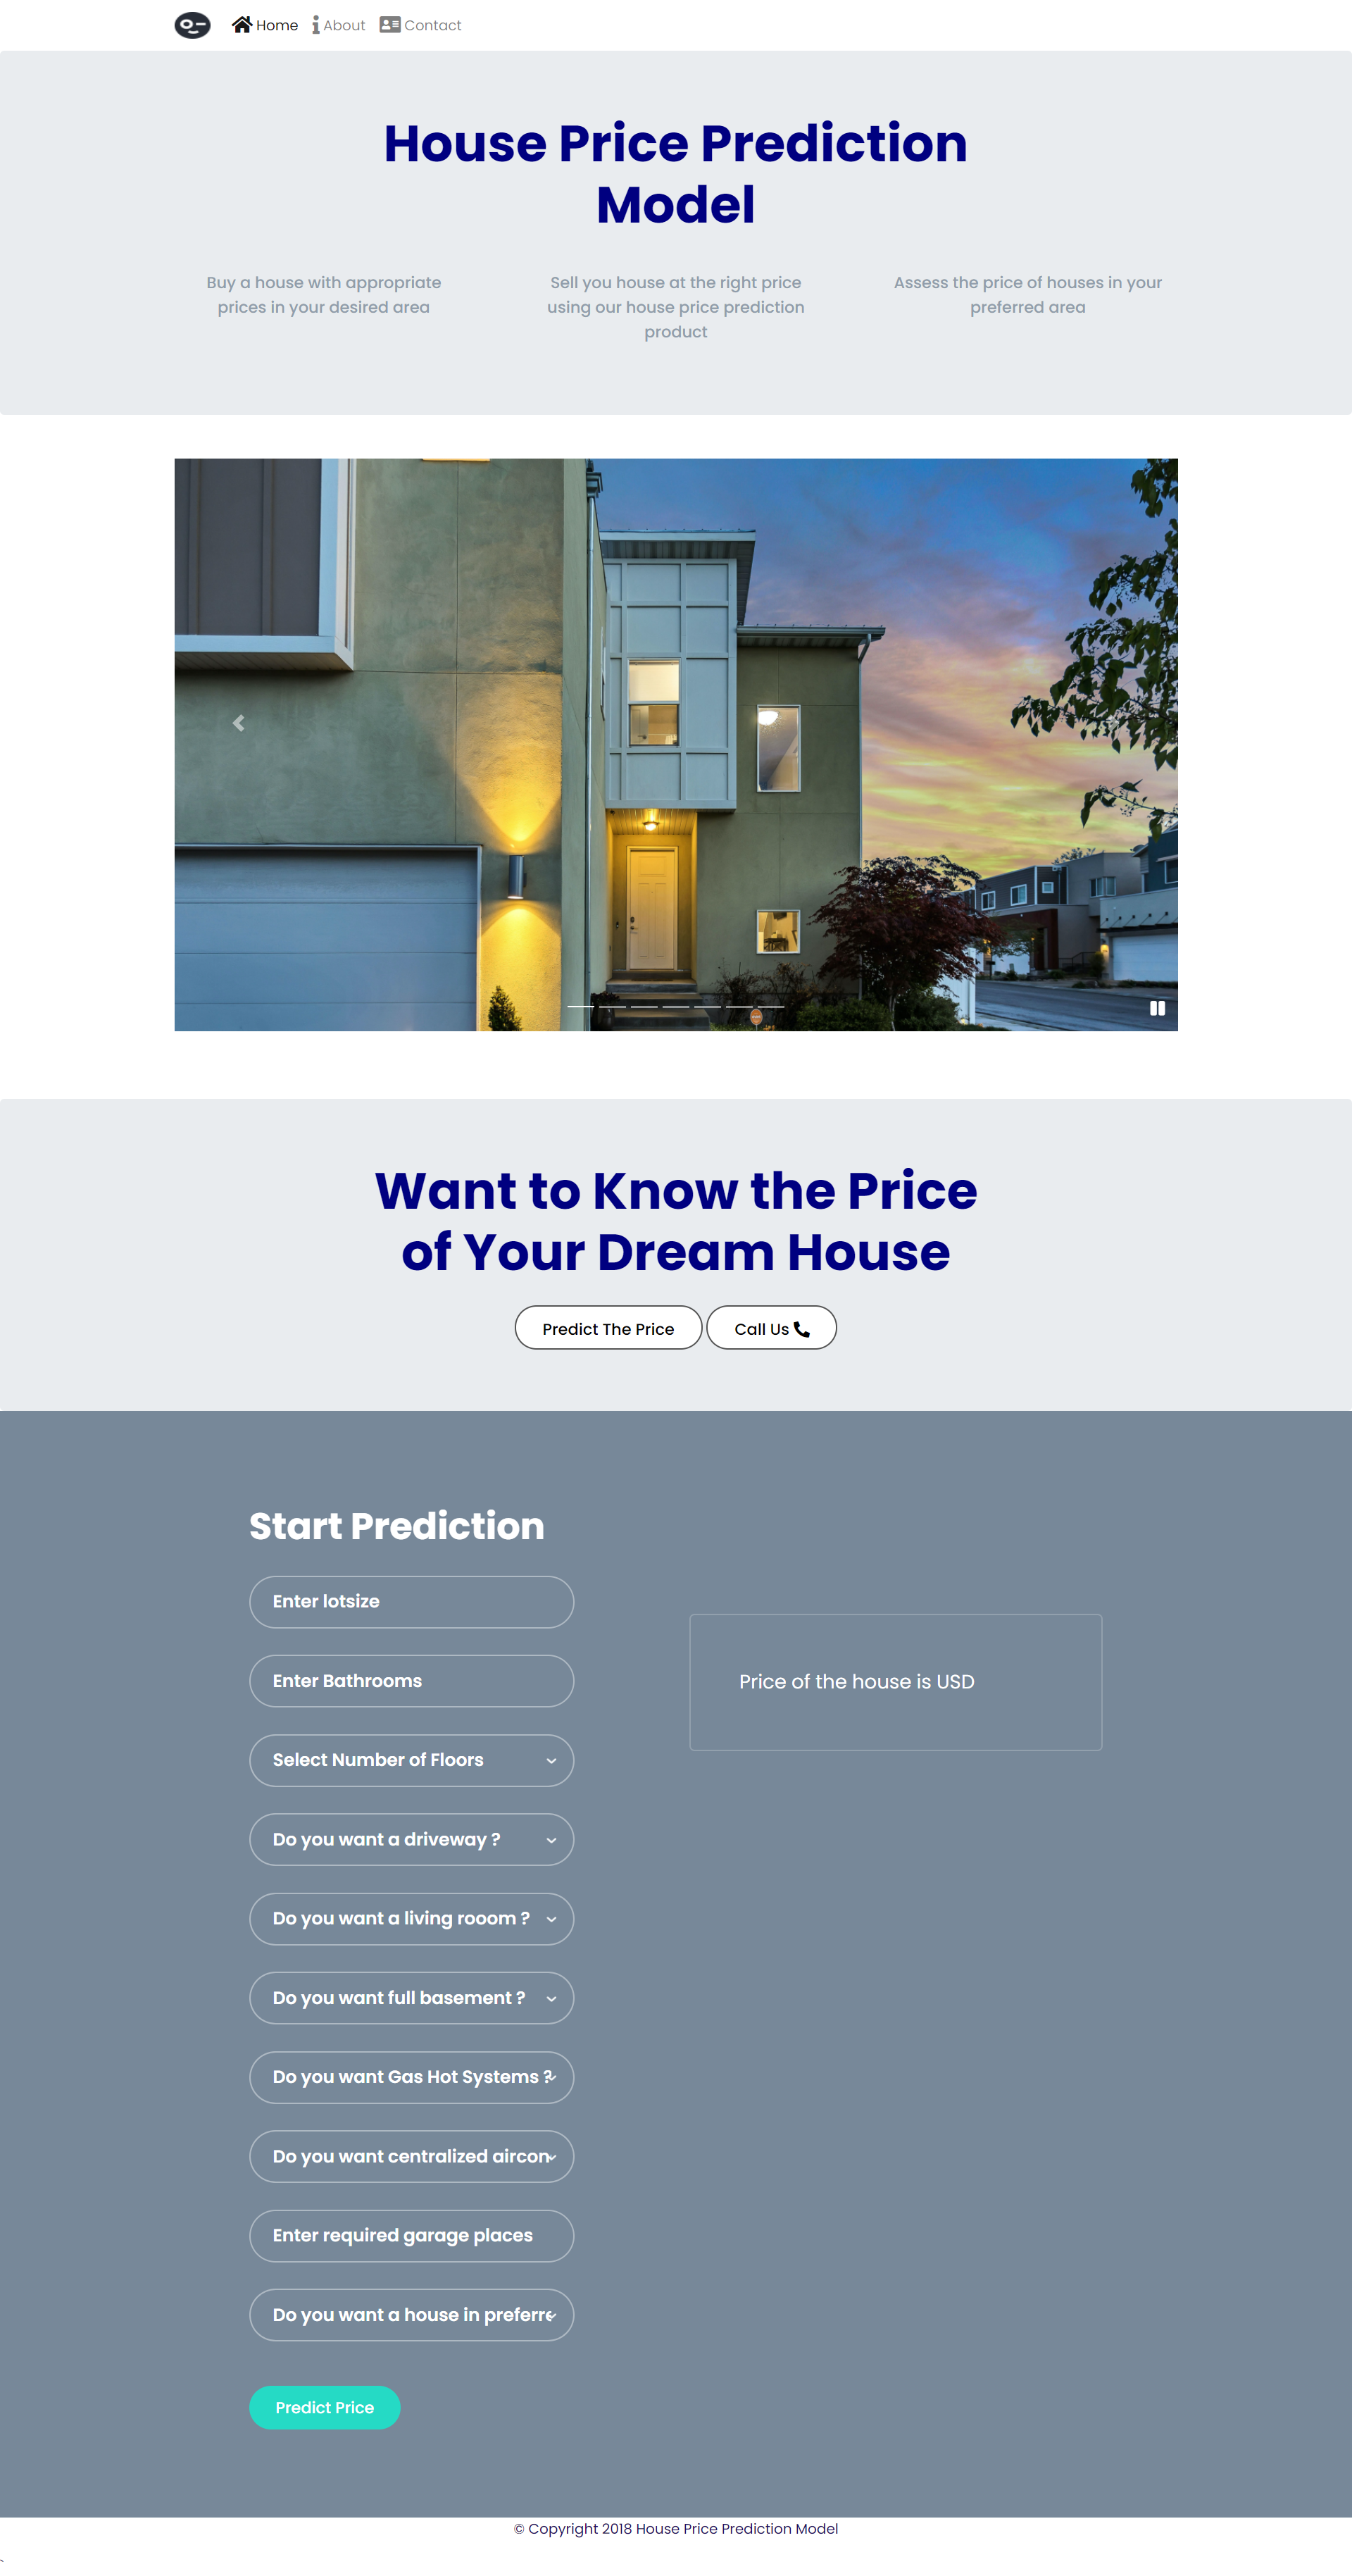 Home About Contact
House Price Prediction
Model
Buy a house with appropriate
prices in your desired area
Sell you house at the right price
using our house price prediction
product
Assess the price of houses in your
preferred area
Want to Know the Price
of Your Dream House
Predict The Price
Call Us
Start Prediction
Enter lotsize
Enter Bathrooms
Select Number of Floors
Do you want a driveway ?
Do you want a living rooom ?
Do you want full basement ?
Do you want Gas Hot Systems ?
Do you want centralized aircon
Enter required garage places
Do you want a house in preferre
Predict Price
Price of the house is USD
© Copyright 2018 House Price Prediction Model
`